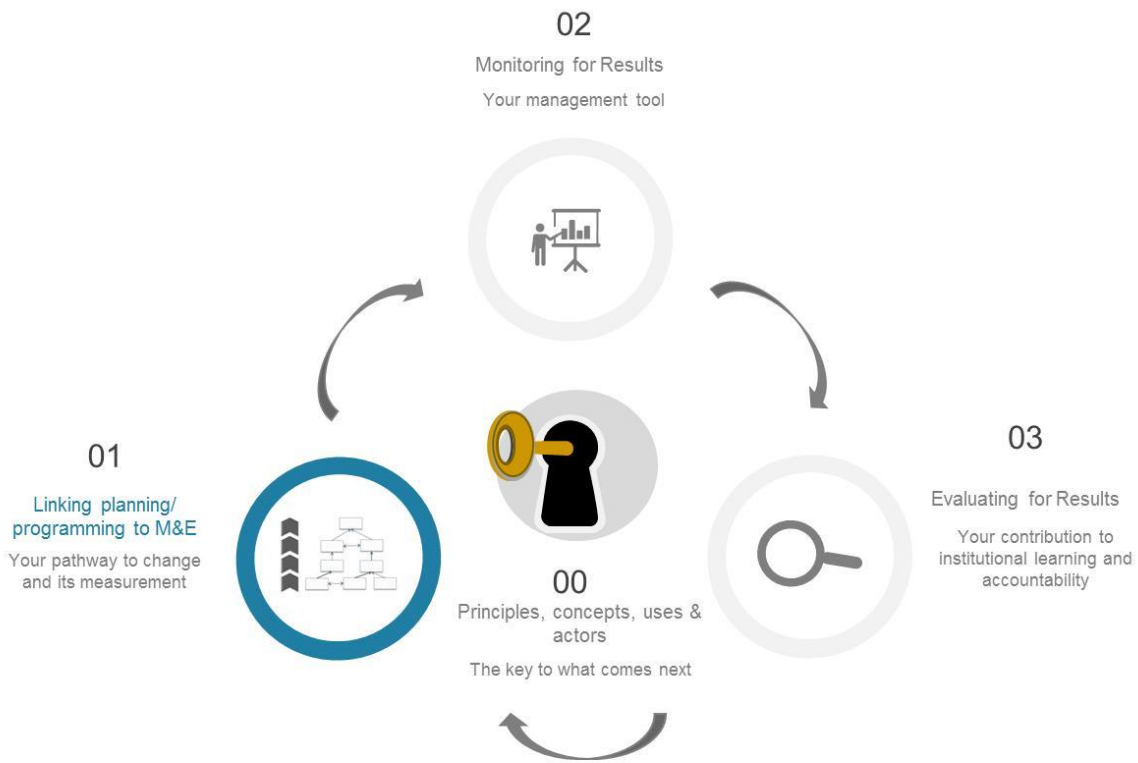 02
Monitoring for Results
Your management tool
01
Linking planning/
programming to M&E
Your pathway to change
and its measurement
03
Evaluating for Results
Your contribution to
institutional learning and
accountability
00
Principles, concepts, uses &
actors
The key to what comes next